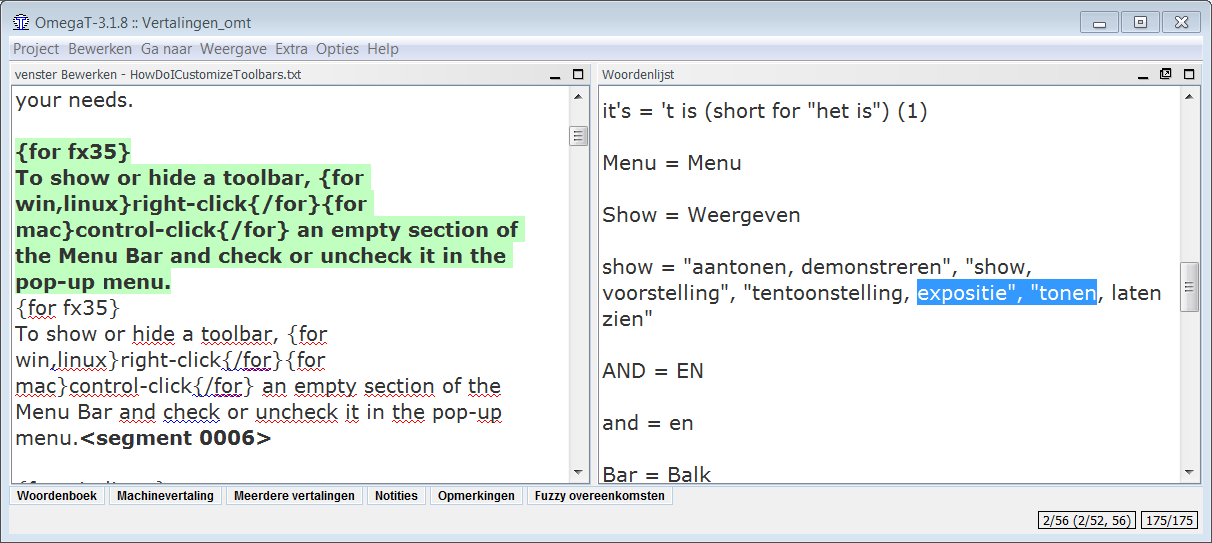 OmegaT-3.1.8 :: Vertalingen_omt
Project Bewerken Ga naar Weergave Extra Opties Help
venster Bewerken - HowDoICustomizeToolbars.txt
your needs.
{for fx35}
To show or hide a toolbar, {for
win,linux}right-click{/for}{for
mac}control-click{/for} an empty section of
the Menu Bar and check or uncheck it in the
pop-up menu.
{for fx35}
To show or hide a toolbar, {for
win,linux}right-click{/for}{for
mac}control-click{/for} an empty section of the
Menu Bar and check or uncheck it in the pop-up
menu.<segment 0006>
Woordenlijst
it's = 't is (short for "het is") (1)
Menu = Menu
Show = Weergeven
show = "aantonen, demonstreren", "show,
voorstelling", "tentoonstelling, expositie", "tonen, laten
zien"
AND = EN
and = en
Bar = Balk
Woordenboek Machinevertaling Meerdere vertalingen Notities Opmerkingen Fuzzy overeenkomsten
2/56 (2/52, 56) 175/175